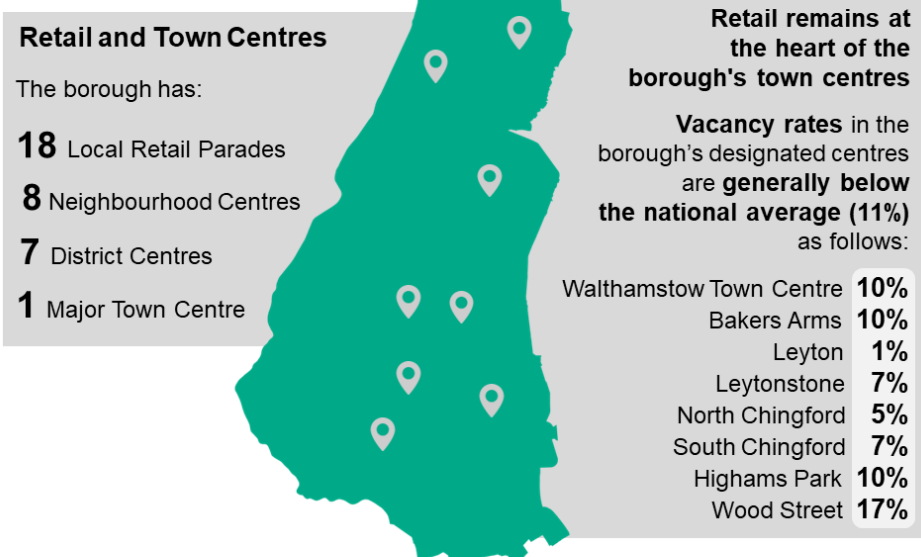 Retail and Town Centres
The borough has:
18 Local Retail Parades
8 Neighbourhood Centres
7 District Centres
1 Major Town Centre
Retail remains at
the heart of the
borough's town centres
Vacancy rates in the
borough’s designated centres
are generally below
the national average (11%)
as follows:
Walthamstow Town Centre 10%
Bakers Arms 10%
Leyton 1%
Leytonstone 7%
North Chingford 5%
South Chingford 7%
Highams Park 10%
Wood Street 17%